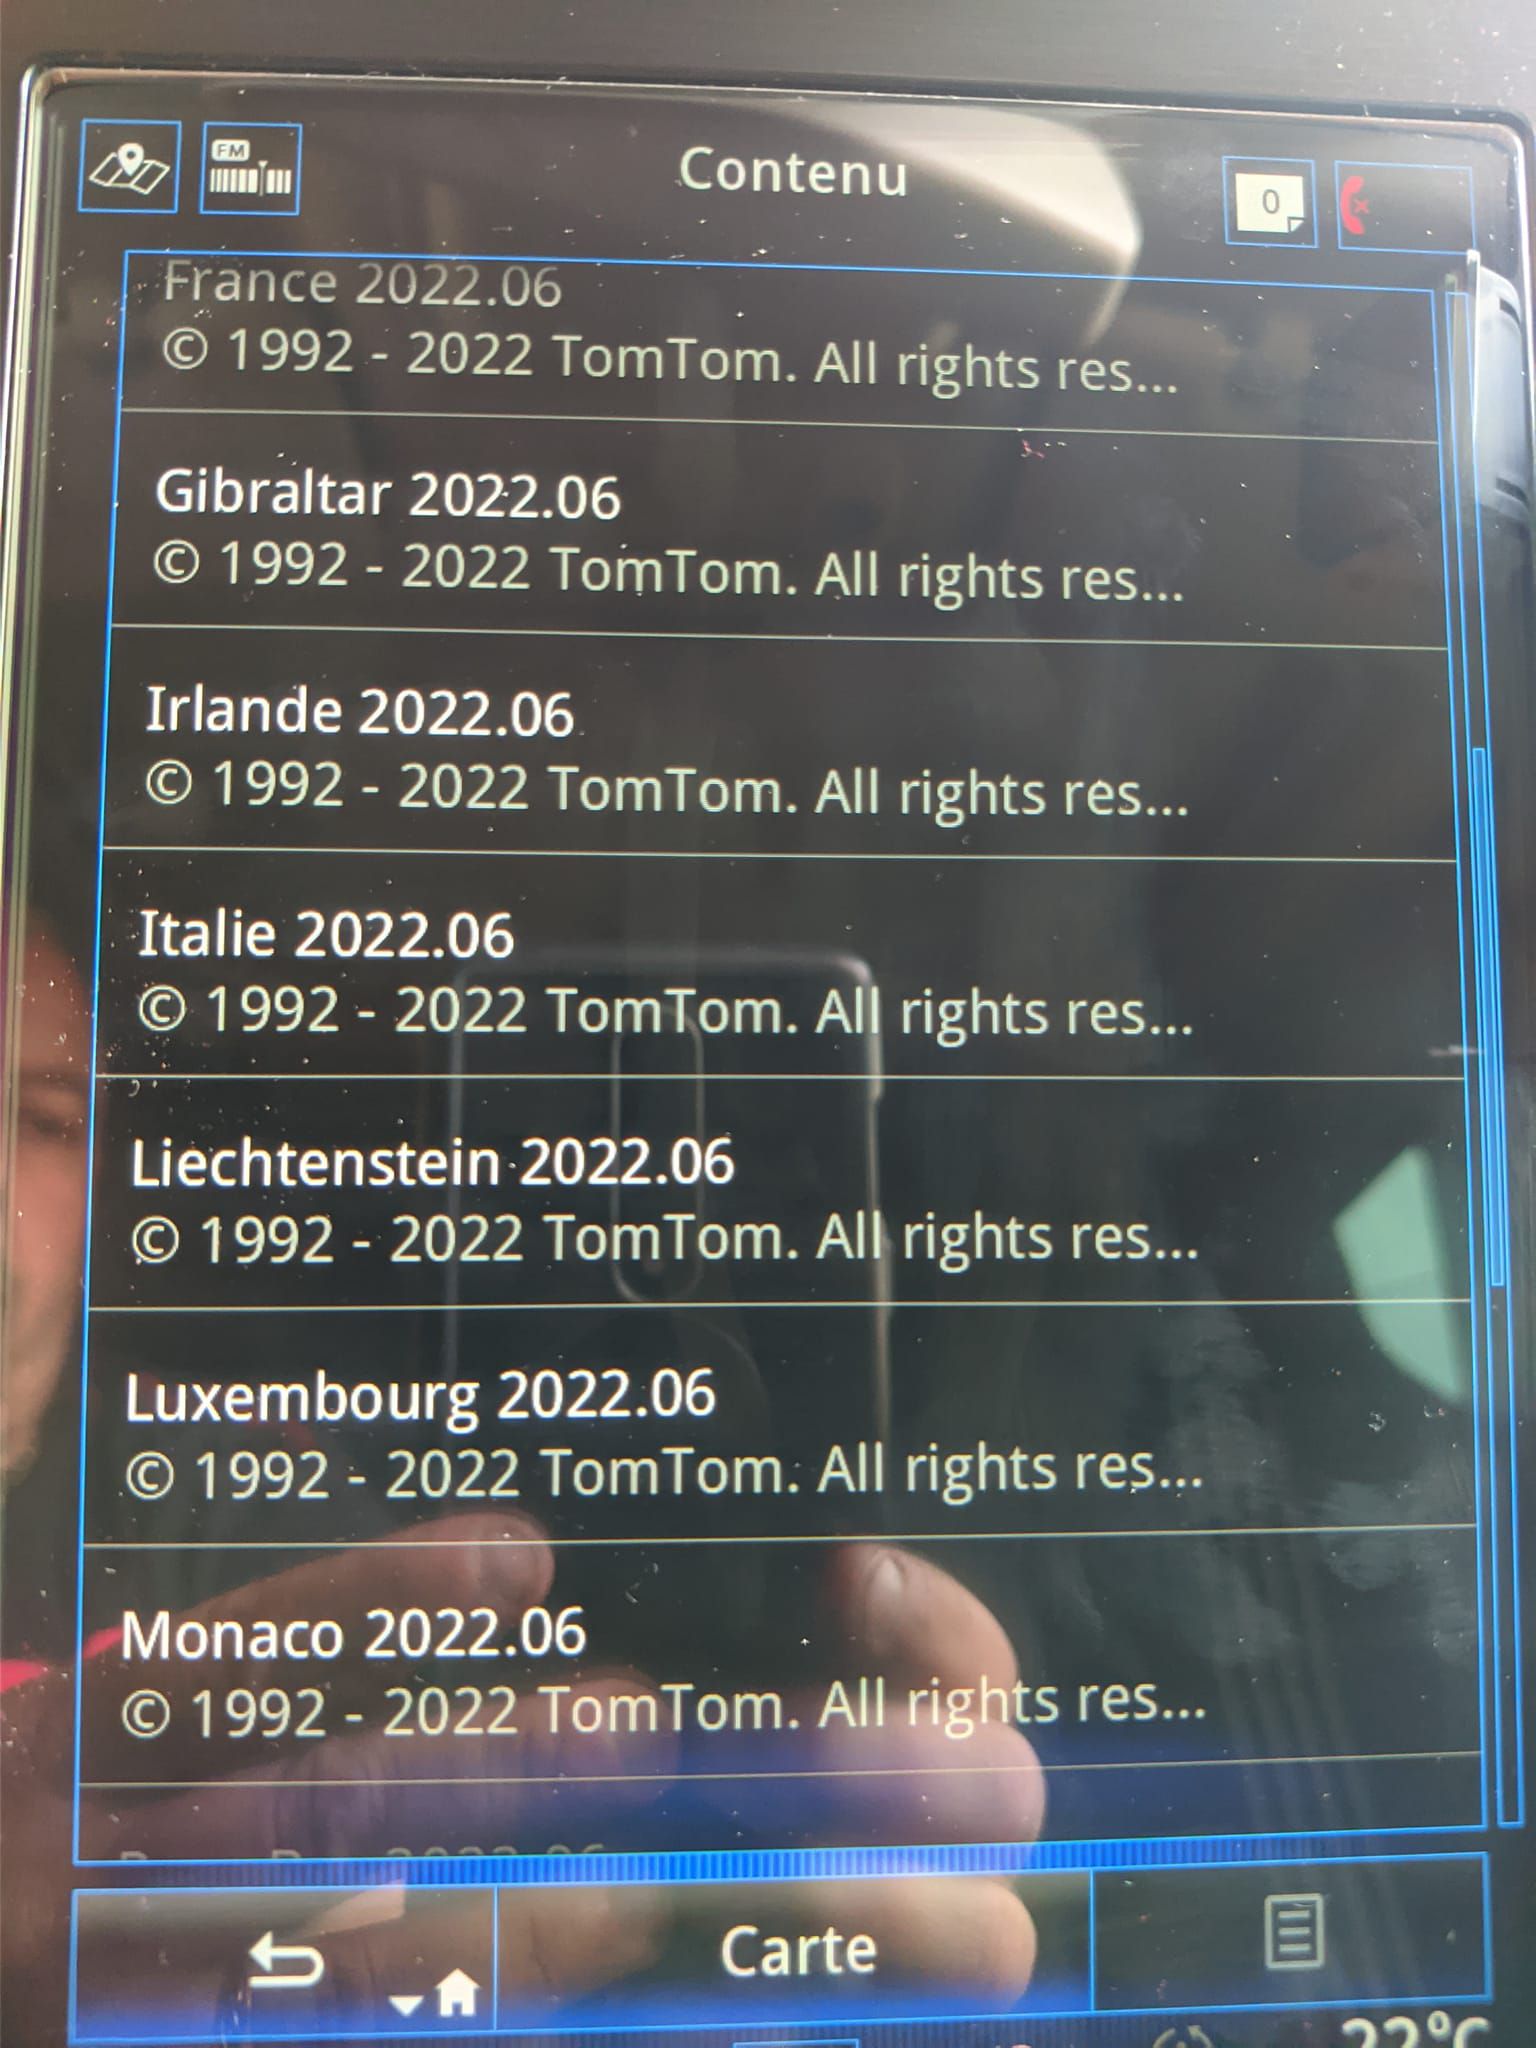 FM
Contenu
0
France 2022.06
© 1992 - 2022 TomTom. All rights res...
Gibraltar 2022.06
© 1992 - 2022 TomTom. All rights res...
Irlande 2022.06
© 1992 - 2022 TomTom. All rights res...
Italie 2022.06
© 1992 - 2022 TomTom. All rights res...
Liechtenstein 2022.06
© 1992 - 2022 TomTom. All rights res...
Luxembourg 2022.06
© 1992 - 2022 TomTom. All rights res...
Monaco 2022.06
© 1992 - 2022 TomTom. All rights res...
2022.06
Carte
22°C